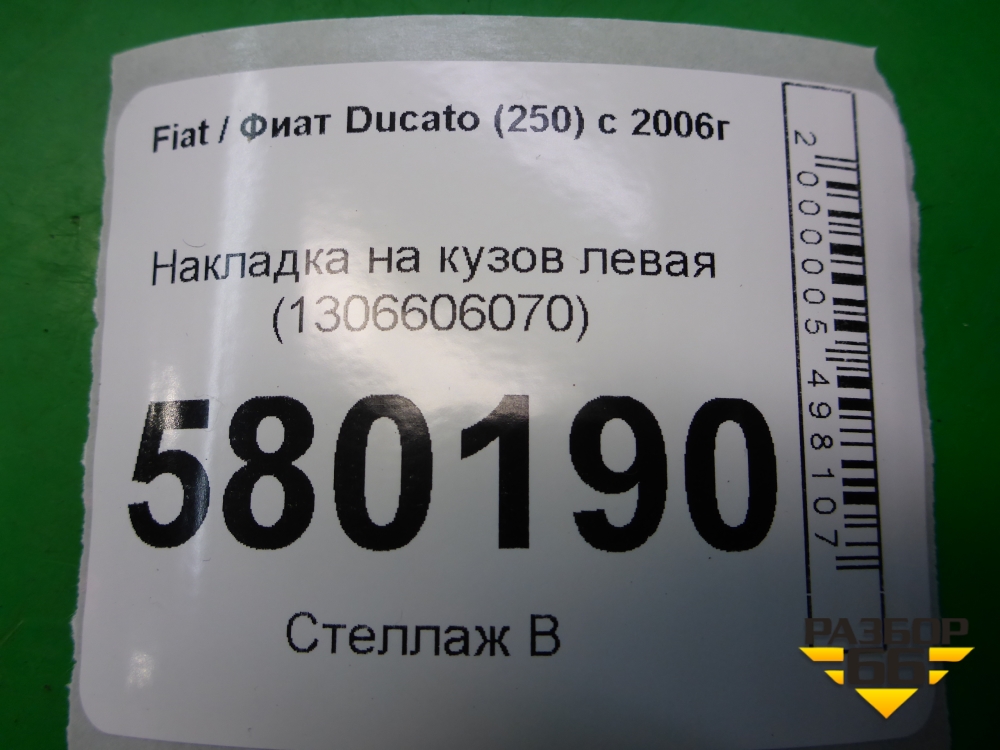 Fiat / Фиат Ducato (250) с 2006г
Накладка на кузов левая
(1306606070)
580190
Стеллаж В
2000005498107
РАЗБОР
66